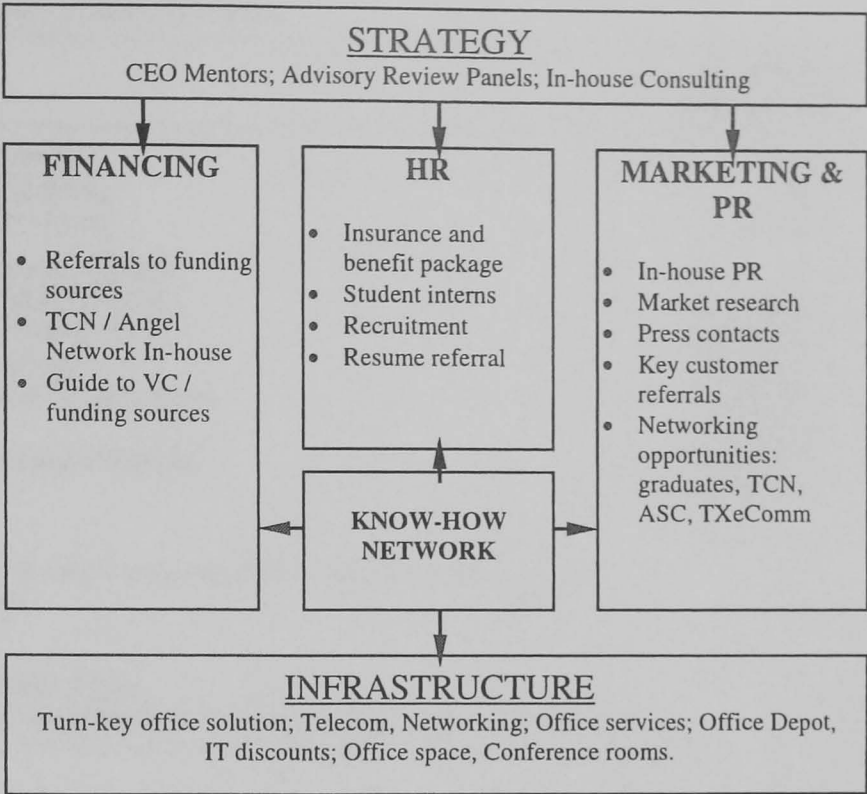 STRATEGY
CEO Mentors; Advisory Review Panels; In-house Consulting
FINANCING
• Referrals to funding
sources
• TCN / Angel
Network In-house
• Guide to VC /
funding sources
HR
• Insurance and
benefit package
• Student interns
• Recruitment
• Resume referral
MARKETING &
PR
• In-house PR
• Market research
• Press contacts
• Key customer
referrals
• Networking
opportunities:
graduates, TCN,
ASC, TXeComm
KNOW-HOW
NETWORK
INFRASTRUCTURE
Turn-key office solution; Telecom, Networking; Office services; Office Depot,
IT discounts; Office space, Conference rooms.